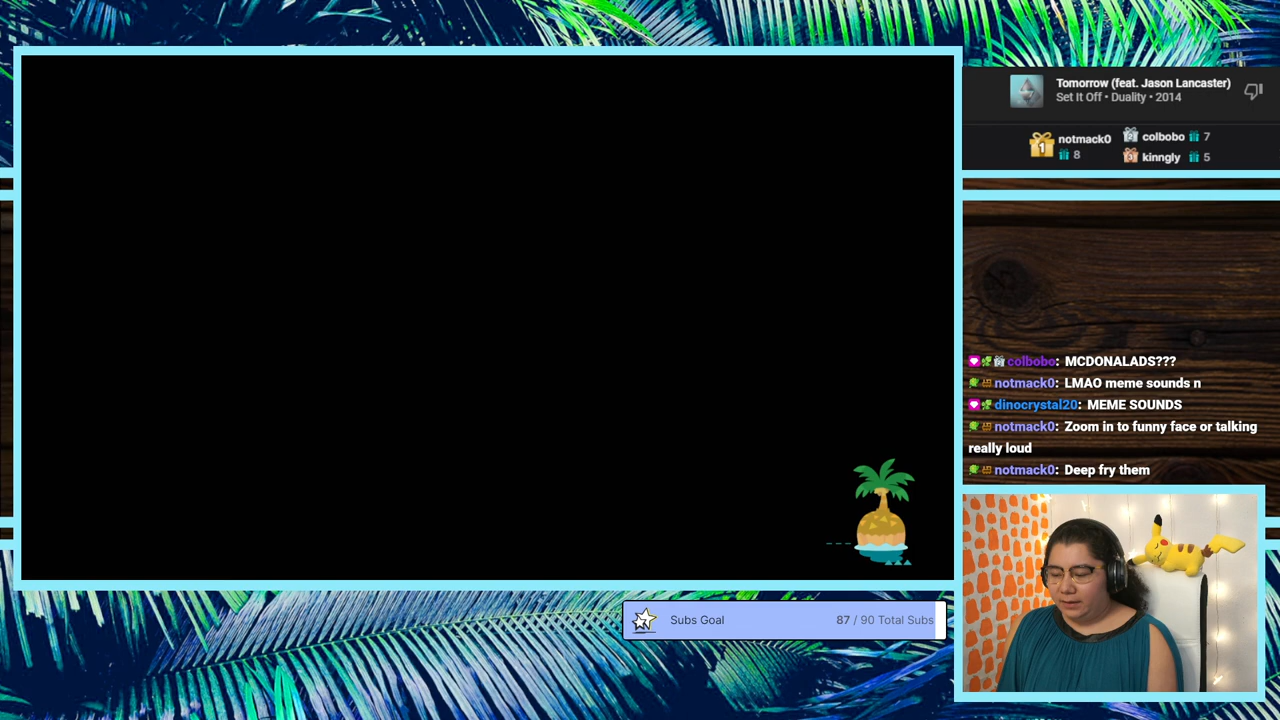 Tomorrow (feat. Jason Lancaster)
Set It Off • Duality • 2014
1 notmack0 8
colbobo 7
kinngly 5
colbobo: MCDONALADS???
notmack0: LMAO meme sounds n
dinocrystal20: MEME SOUNDS
notmack0: Zoom in to funny face or talking
really loud
notmack0: Deep fry them
Subs Goal 87 / 90 Total Subs